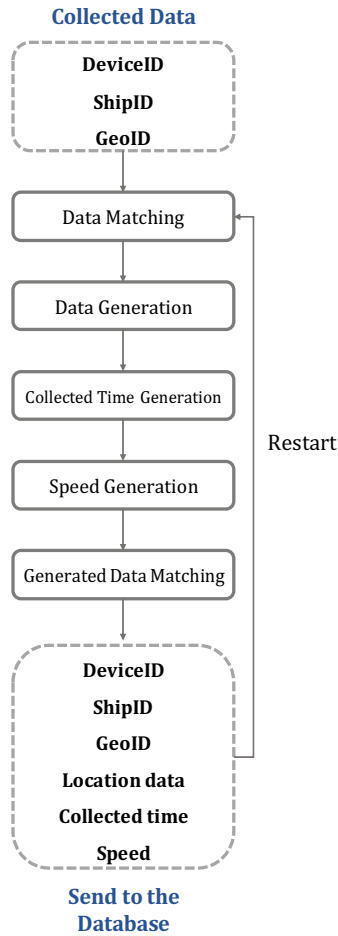 Collected Data
DeviceID
ShipID
GeoID
Data Matching
Data Generation
Collected Time Generation
Restart
Speed Generation
Generated Data Matching
DeviceID
ShipID
GeoID
Location data
Collected time
Speed
Send to the
Database